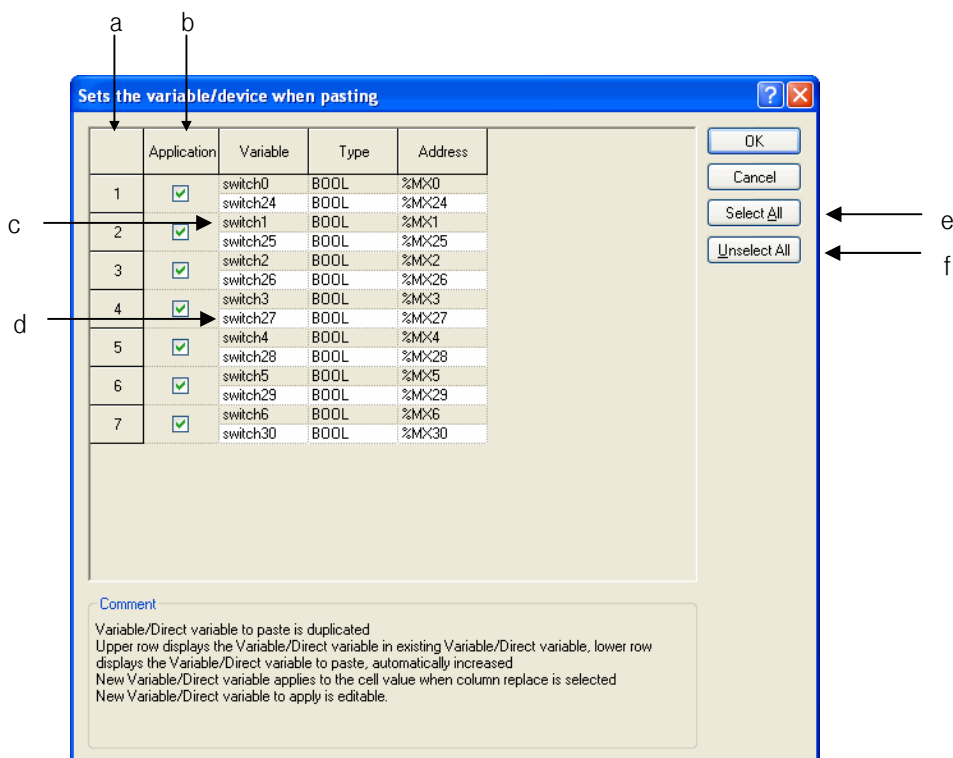 a b
Sets the variable/device when pasting
Application Variable Type Address
OK
Cancel
Select All
Unselect All
1
switch0 BOOL %MX0
switch24 BOOL %MX24
c
2
switch1 BOOL %MX1
switch25 BOOL %MX25
3
switch2 BOOL %MX2
switch26 BOOL %MX26
4
switch3 BOOL %MX3
d
switch27 BOOL %MX27
5
switch4 BOOL %MX4
switch28 BOOL %MX28
6
switch5 BOOL %MX5
switch29 BOOL %MX29
7
switch6 BOOL %MX6
switch30 BOOL %MX30
e
f
Comment
Variable/Direct variable to paste is duplicated
Upper row displays the Variable/Direct variable in existing Variable/Direct variable, lower row
displays the Variable/Direct variable to paste, automatically increased
New Variable/Direct variable applies to the cell value when column replace is selected
New Variable/Direct variable to apply is editable.